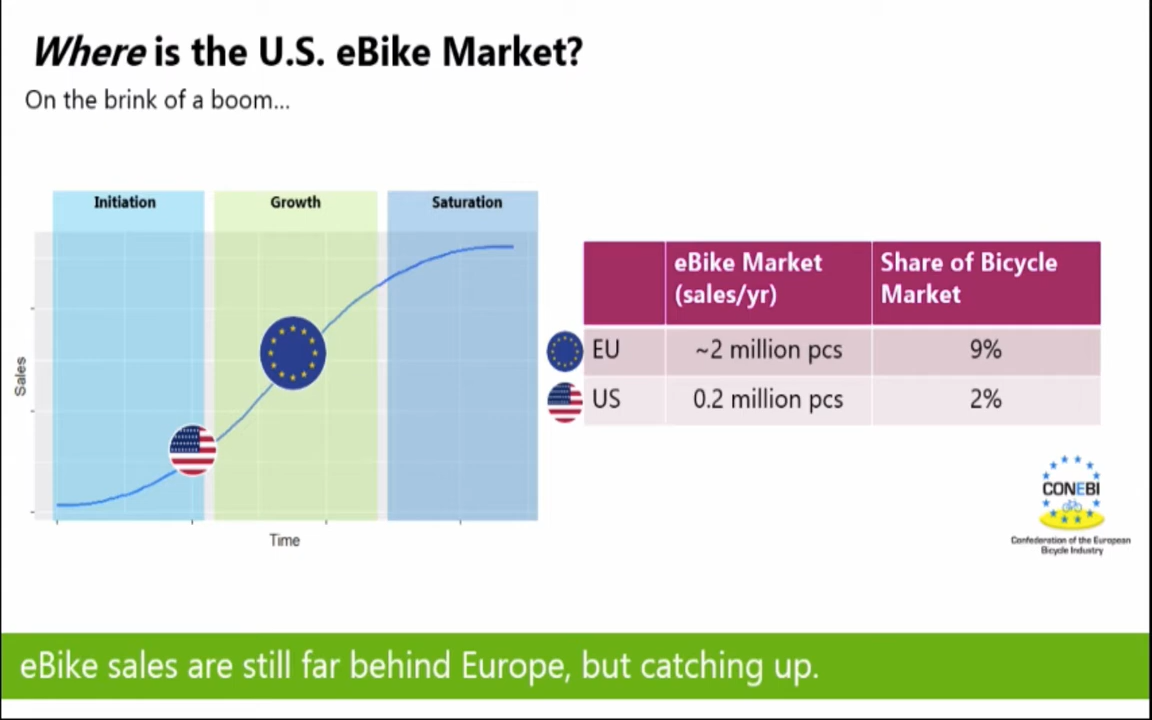 Where is the U.S. eBike Market?
On the brink of a boom...
Initiation
Growth
Saturation
Sales
Time
eBike Market (sales/yr)
Share of Bicycle Market
EU ~2 million pcs 9%
US 0.2 million pcs 2%
CONEBI
Confederation of the European
Bicycle Industry
eBike sales are still far behind Europe, but catching up.